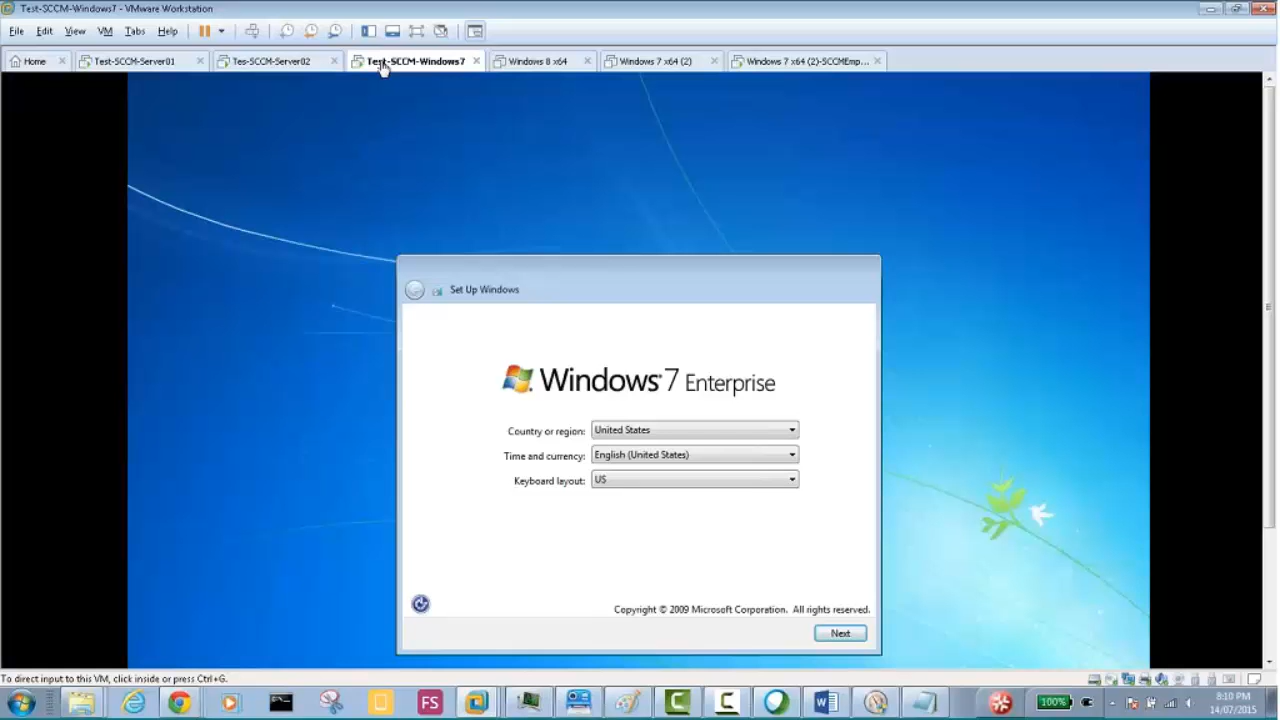 Test-SCCM-Windows7 - VMware Workstation
File Edit View VM Tabs Help
Home Test-SCCM-Server01 Tes-SCCM-Server02 Test-SCCM-Windows7 Windows 8 x64 Windows 7 x64 (2) Windows 7 x64 (2)-SCCMEmp...
Set Up Windows
Windows 7 Enterprise
Country or region: United States
Time and currency: English (United States)
Keyboard layout: US
Copyright © 2009 Microsoft Corporation. All rights reserved.
Next
To direct input to this VM, click inside or press Ctrl+G.
FS
100%
8:10 PM
14/07/2015